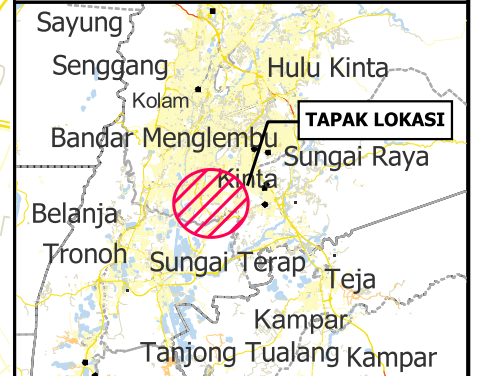 Sayung
Senggang
Hulu Kinta
Kolam
TAPAK LOKASI
Bandar Menglembu
Sungai Raya
Kinta
Belanja
Tronoh
Sungai Terap
Teja
Kampar
Tanjong Tualang
Kampar